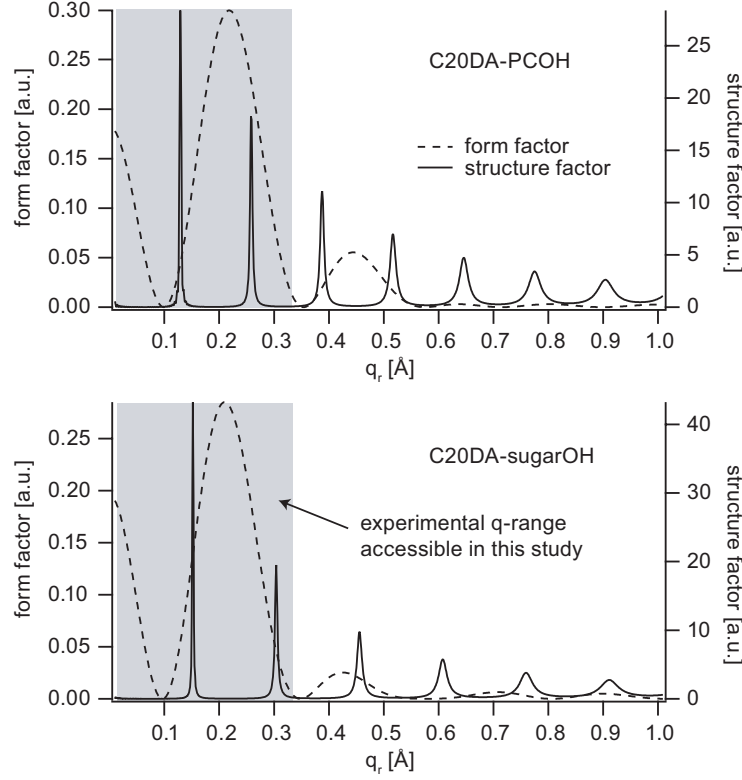 0.30
0.25
0.20
0.15
0.10
0.05
0.00
form factor [a.u.]
C20DA-PCOH
form factor
structure factor
25
20
15
10
5
0
structure factor [a.u.]
0.1 0.2 0.3 0.4 0.5 0.6 0.7 0.8 0.9 1.0
qr [Å]
0.25
0.20
0.15
0.10
0.05
0.00
form factor [a.u.]
C20DA-sugarOH
experimental q-range
accessible in this study
40
30
20
10
0
structure factor [a.u.]
0.1 0.2 0.3 0.4 0.5 0.6 0.7 0.8 0.9 1.0
qr [Å]